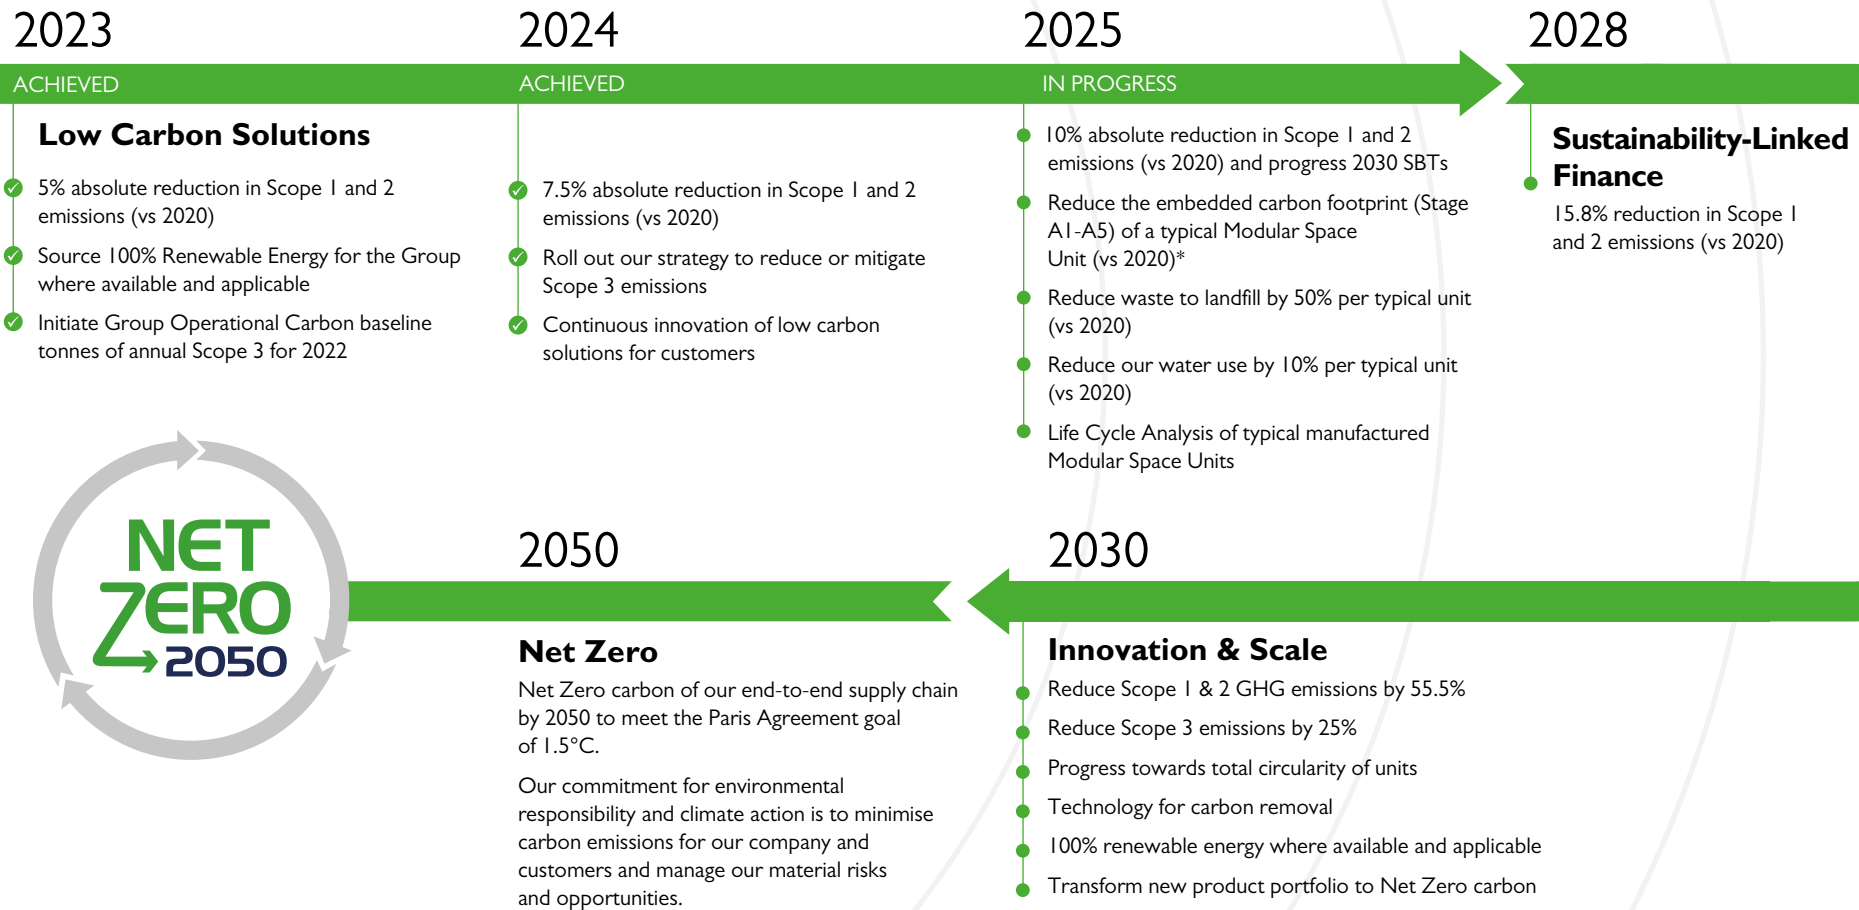 2023
ACHIEVED
Low Carbon Solutions
5% absolute reduction in Scope 1 and 2
emissions (vs 2020)
Source 100% Renewable Energy for the Group
where available and applicable
Initiate Group Operational Carbon baseline
tonnes of annual Scope 3 for 2022
2024
ACHIEVED
7.5% absolute reduction in Scope 1 and 2
emissions (vs 2020)
Roll out our strategy to reduce or mitigate
Scope 3 emissions
Continuous innovation of low carbon
solutions for customers
2025
IN PROGRESS
10% absolute reduction in Scope 1 and 2
emissions (vs 2020) and progress 2030 SBTs
Reduce the embedded carbon footprint (Stage
A1-A5) of a typical Modular Space
Unit (vs 2020)*
Reduce waste to landfill by 50% per typical unit
(vs 2020)
Reduce our water use by 10% per typical unit
(vs 2020)
Life Cycle Analysis of typical manufactured
Modular Space Units
2028
Sustainability-Linked
Finance
15.8% reduction in Scope 1
and 2 emissions (vs 2020)
2030
Innovation & Scale
Reduce Scope 1 & 2 GHG emissions by 55.5%
Reduce Scope 3 emissions by 25%
Progress towards total circularity of units
Technology for carbon removal
100% renewable energy where available and applicable
Transform new product portfolio to Net Zero carbon
2050
Net Zero
Net Zero carbon of our end-to-end supply chain
by 2050 to meet the Paris Agreement goal
of 1.5°C.
Our commitment for environmental
responsibility and climate action is to minimise
carbon emissions for our company and
customers and manage our material risks
and opportunities.
NET
ZERO
2050